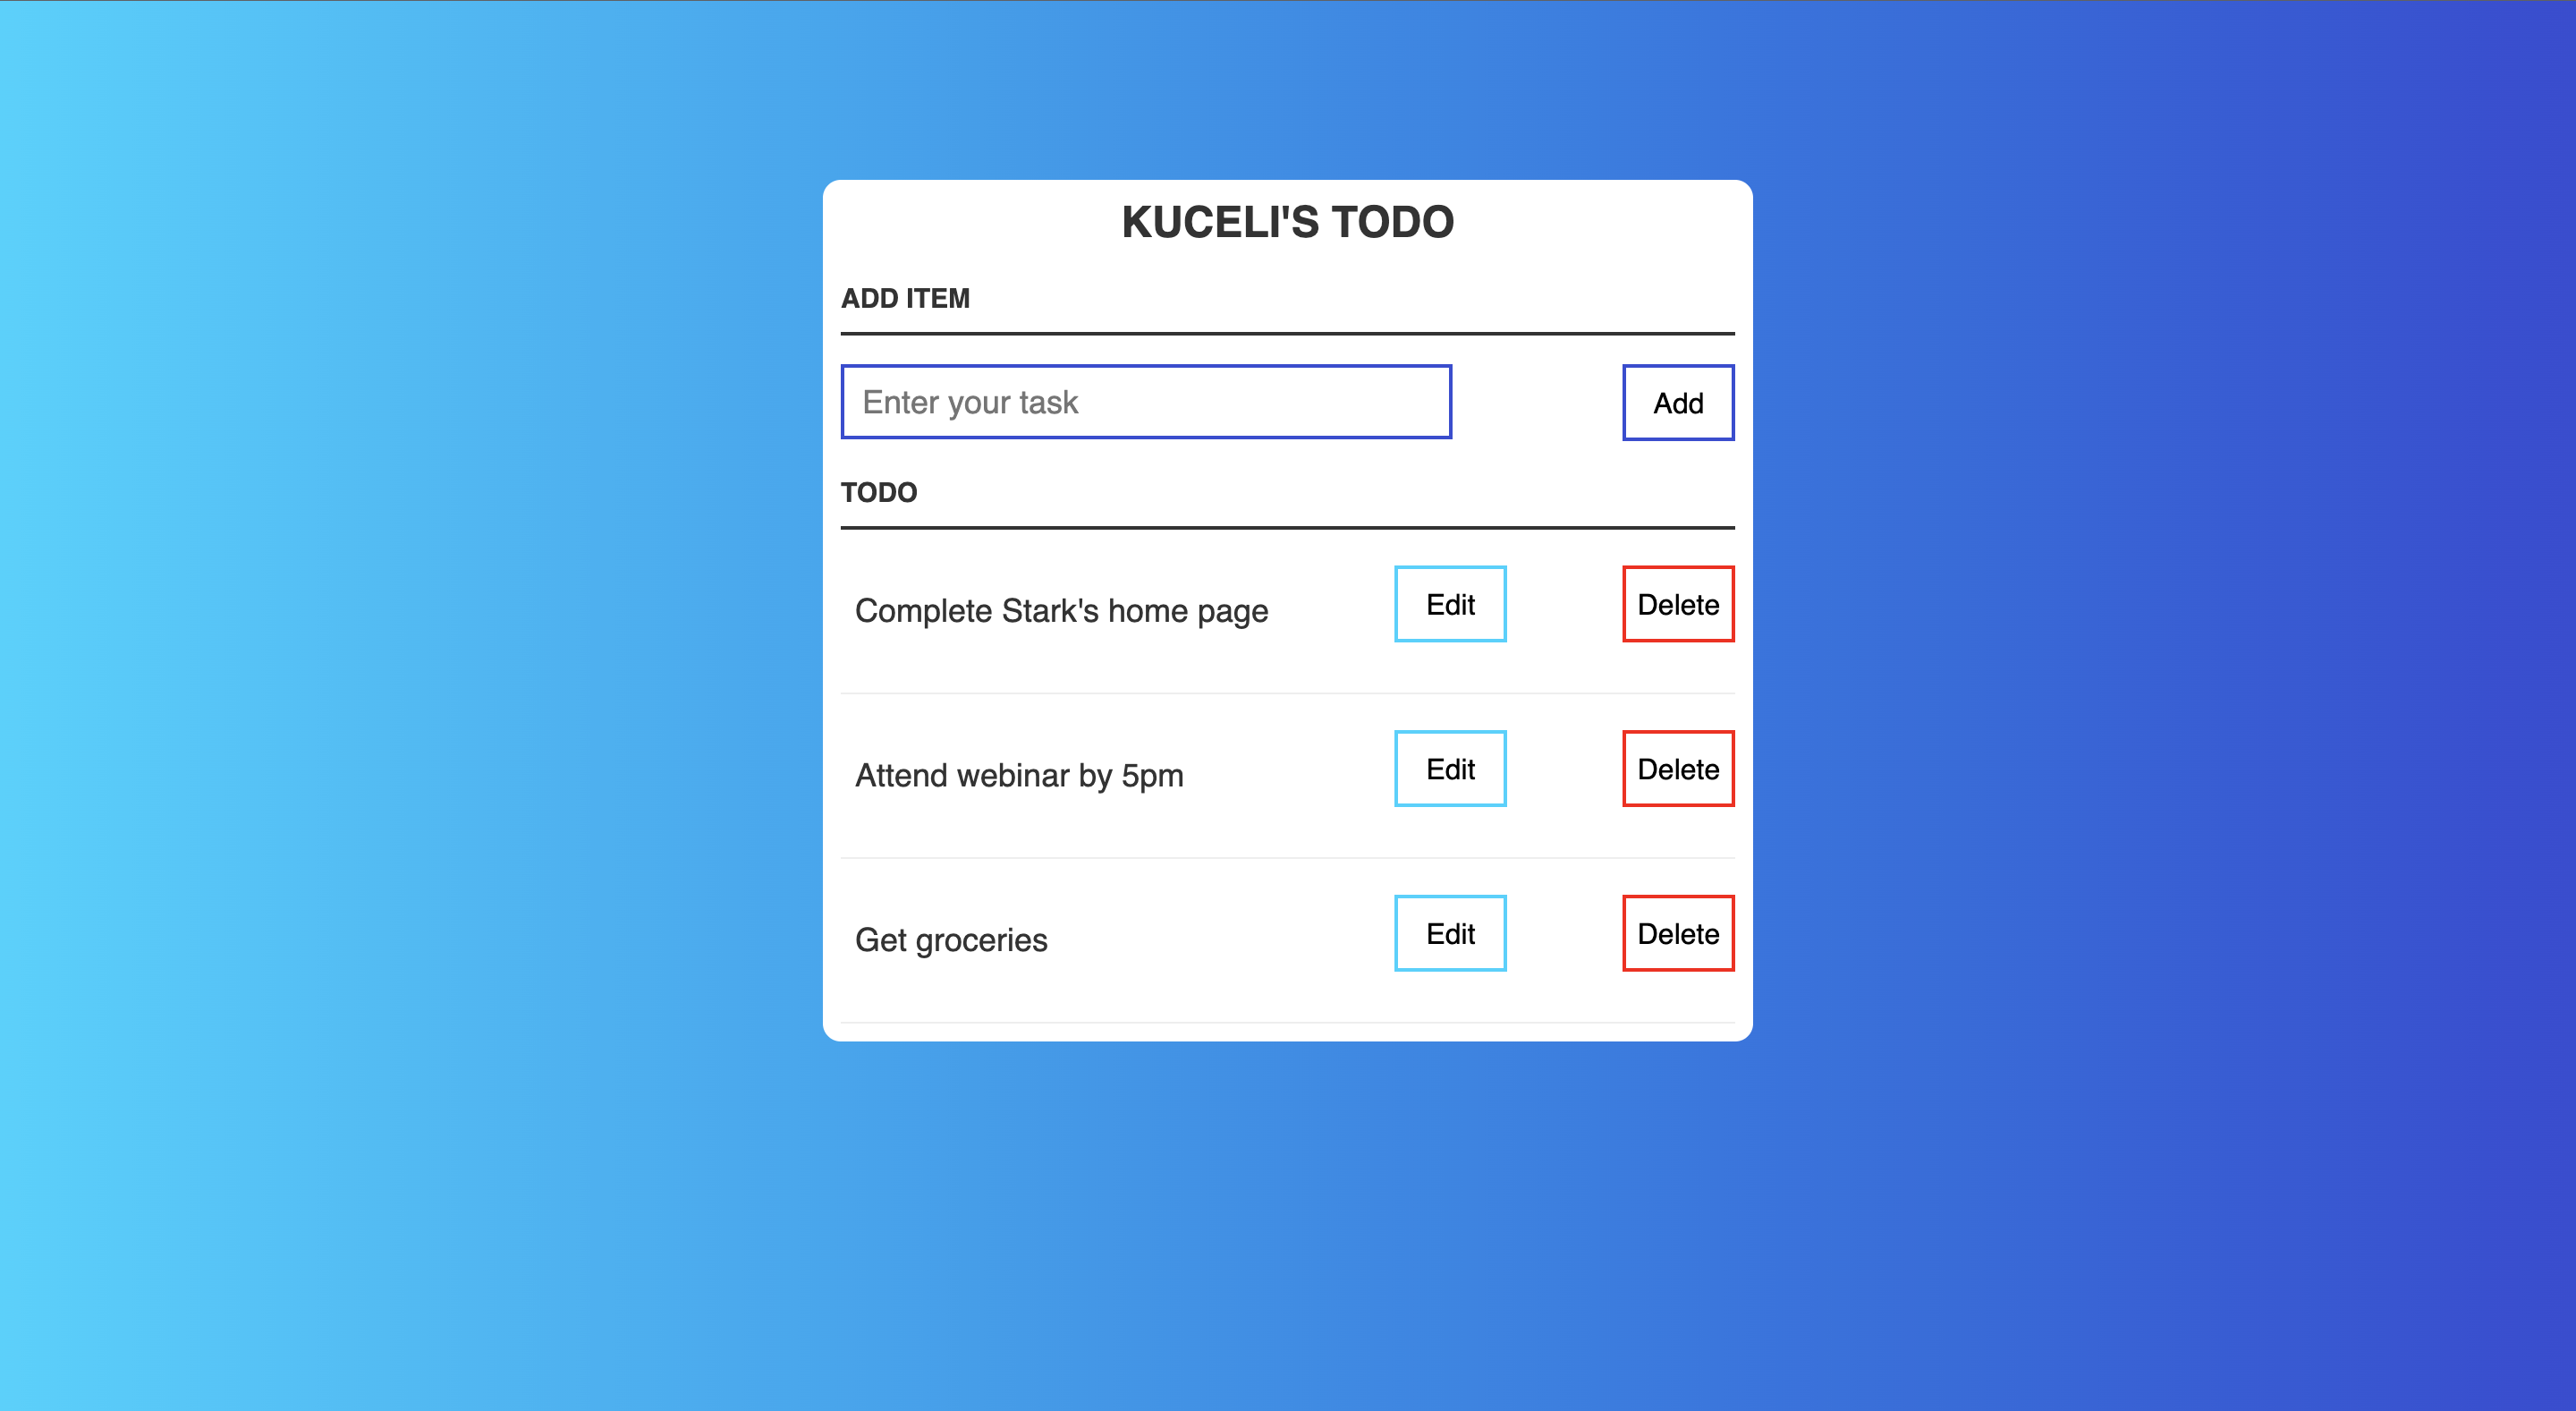 KUCELI'S TODO
ADD ITEM
Enter your task Add
TODO
Complete Stark's home page Edit Delete
Attend webinar by 5pm Edit Delete
Get groceries Edit Delete